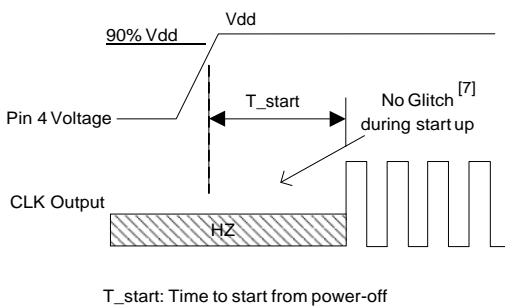 Vdd
90% Vdd
T_start
No Glitch [7]
during start up
Pin 4 Voltage
CLK Output
HZ
T_start: Time to start from power-off